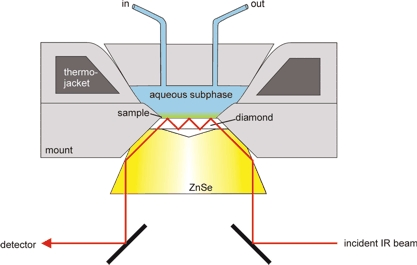 in
out
thermo-
jacket
aqueous subphase
sample
diamond
mount
ZnSe
detector
incident IR beam